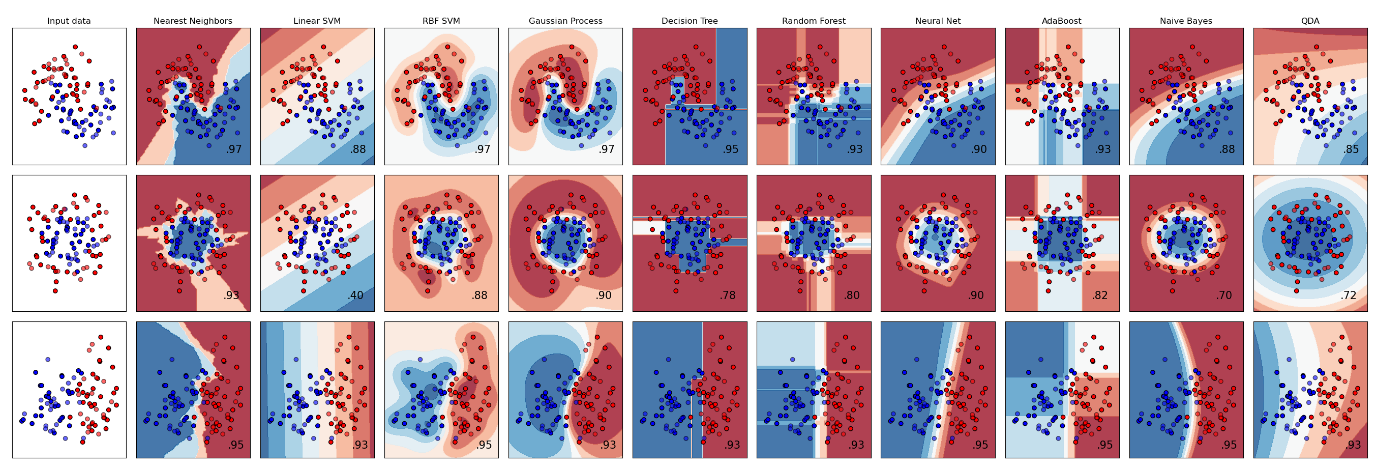 Input data Nearest Neighbors Linear SVM RBF SVM Gaussian Process Decision Tree Random Forest Neural Net AdaBoost Naive Bayes QDA
.97 .88 .97 .97 .95 .93 .90 .93 .88 .85
.93 .40 .88 .90 .78 .80 .90 .82 .70 .72
.95 .93 .95 .93 .93 .93 .95 .95 .95 .93